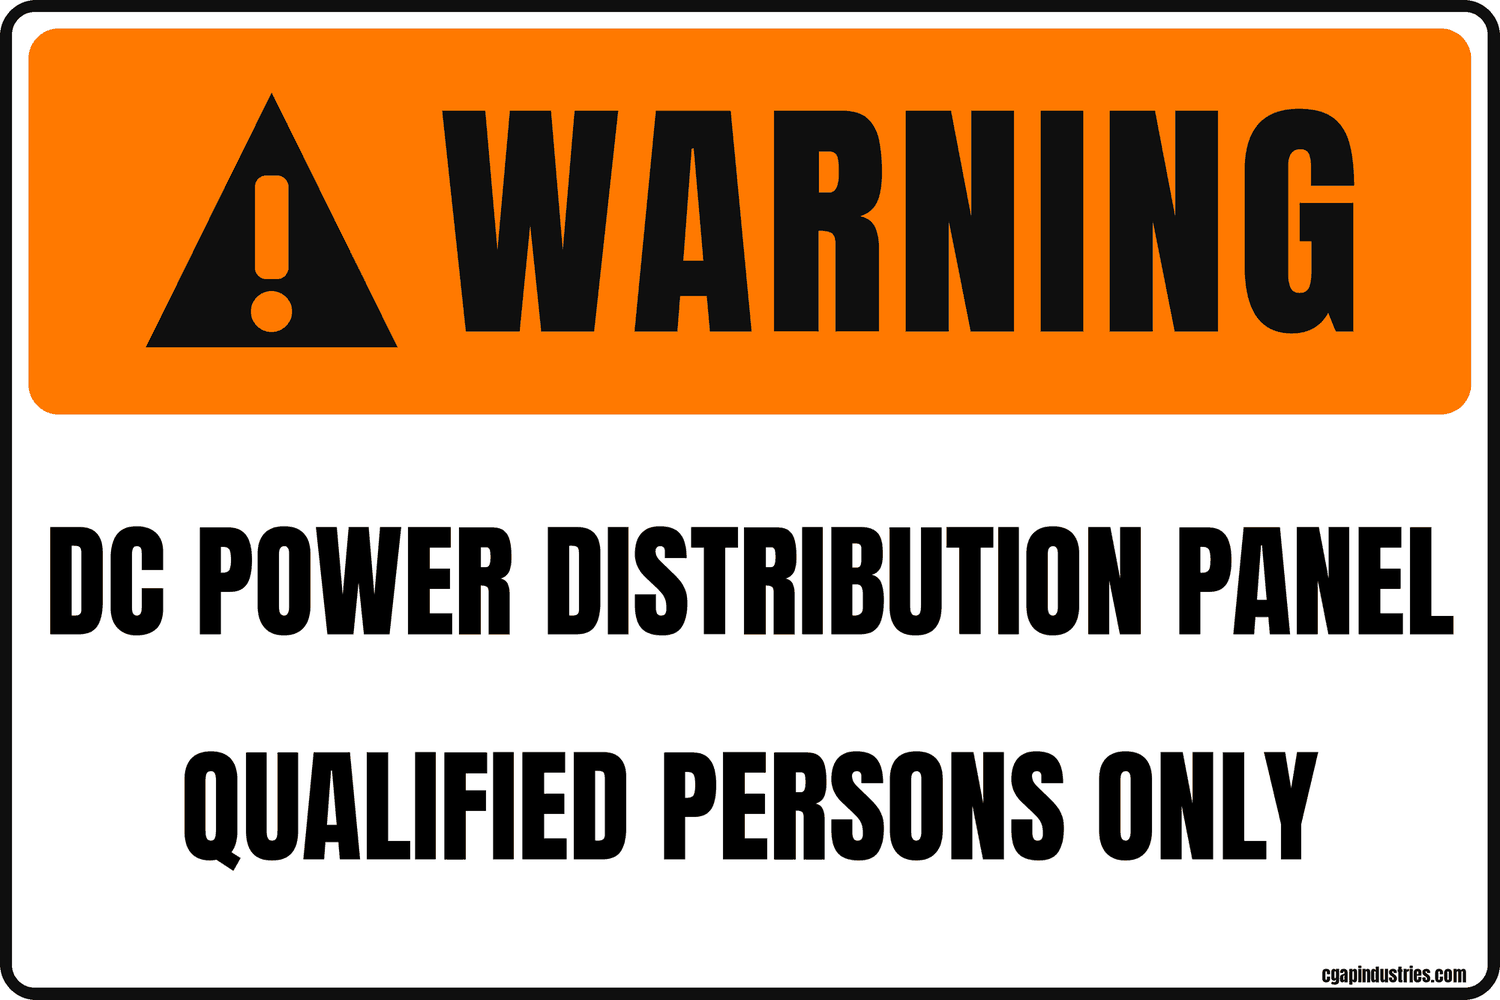 WARNING
DC POWER DISTRIBUTION PANEL
QUALIFIED PERSONS ONLY
cgapindustries.com